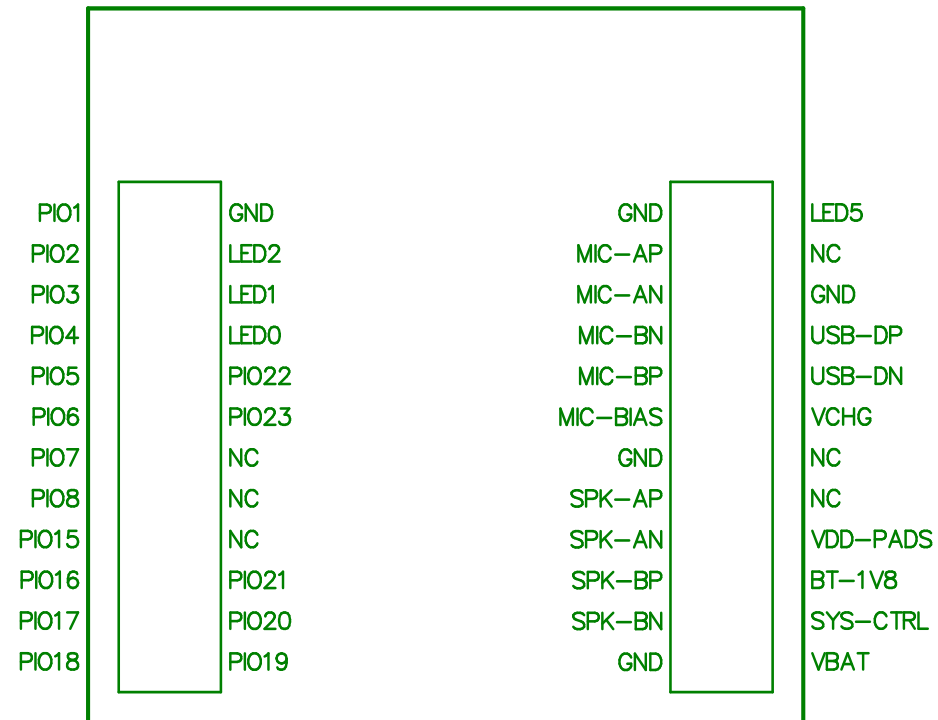 PIO1 GND GND LED5
PIO2 LED2 MIC-AP NC
PIO3 LED1 MIC-AN GND
PIO4 LED0 MIC-BN USB-DP
PIO5 PIO22 MIC-BP USB-DN
PIO6 PIO23 MIC-BIAS VCHG
PIO7 NC GND NC
PIO8 NC SPK-AP NC
PIO15 NC SPK-AN VDD-PADS
PIO16 PIO21 SPK-BP BT-1V8
PIO17 PIO20 SPK-BN SYS-CTRL
PIO18 PIO19 GND VBAT